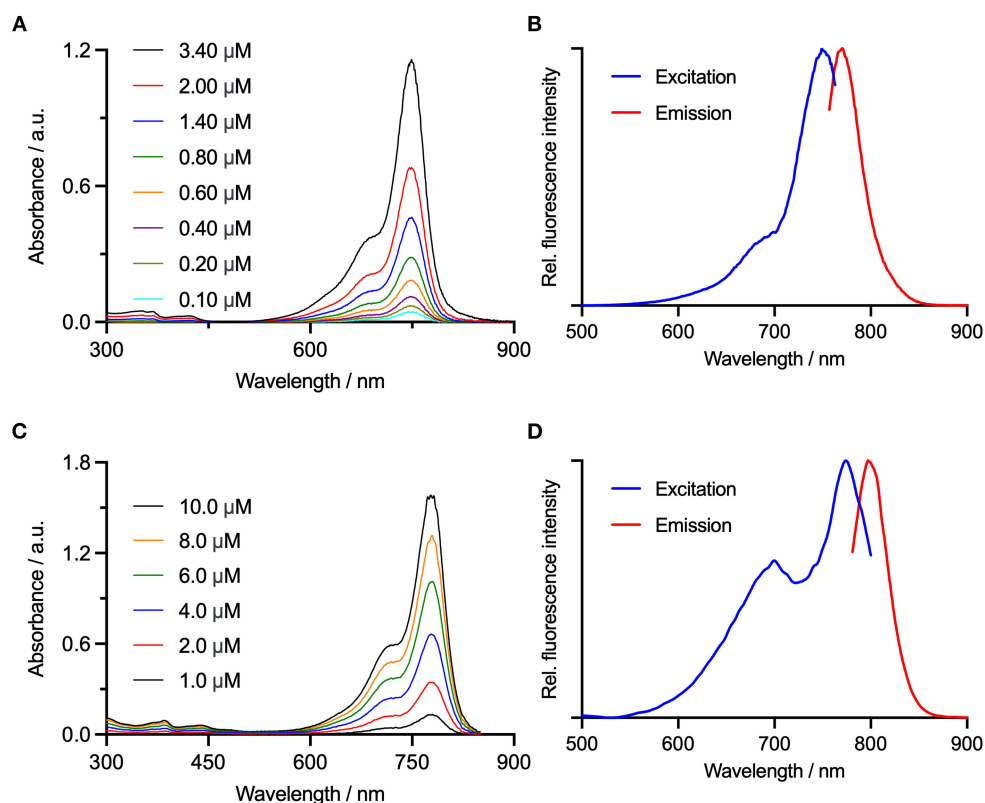 A
Absorbance / a.u.
1.2
0.6
0.0
3.40 µM
2.00 µM
1.40 µM
0.80 µM
0.60 µM
0.40 µM
0.20 µM
0.10 µM
300
600
900
Wavelength / nm
B
Rel. fluorescence intensity
Excitation
Emission
500
600
700
800
900
Wavelength / nm
C
Absorbance / a.u.
1.8
1.2
0.6
0.0
10.0 µM
8.0 µM
6.0 µM
4.0 µM
2.0 µM
1.0 µM
300
450
600
750
900
Wavelength / nm
D
Rel. fluorescence intensity
Excitation
Emission
500
600
700
800
900
Wavelength / nm